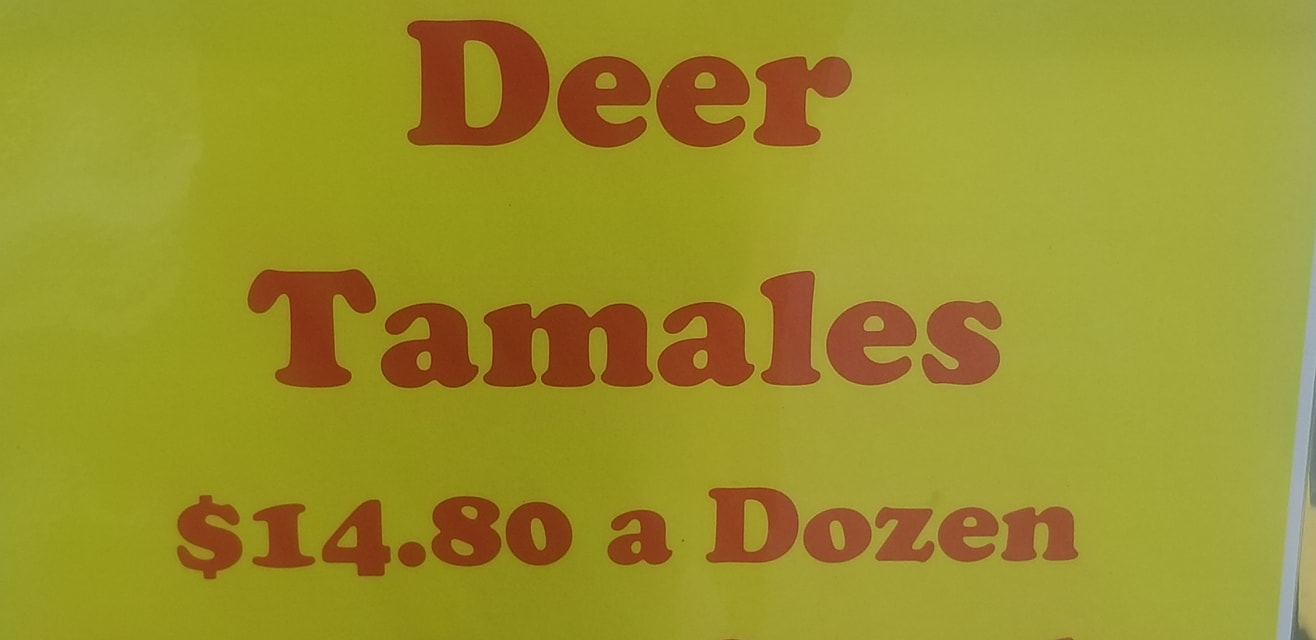 Deer
Tamales
$14.80 a Dozen